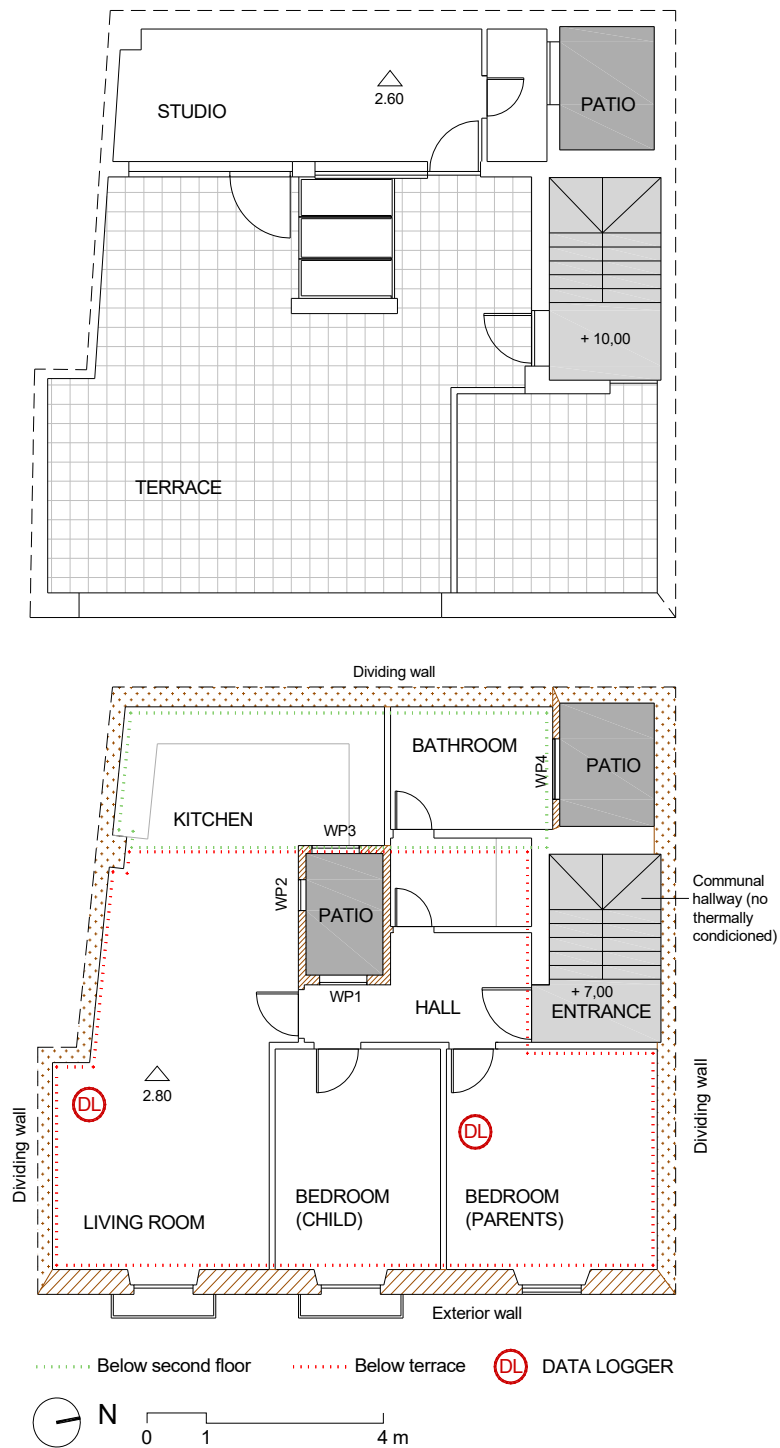 STUDIO
2.60
PATIO
+ 10,00
TERRACE
Dividing wall
BATHROOM
WP4
PATIO
KITCHEN
WP3
WP2
PATIO
Communal
hallway (no
thermally
condicioned)
WP1
HALL
+ 7,00
ENTRANCE
2.80
DL
DL
Dividing wall
Dividing wall
LIVING ROOM
BEDROOM
(CHILD)
BEDROOM
(PARENTS)
Exterior wall
Below second floor
Below terrace
DL DATA LOGGER
N
0 1 4 m